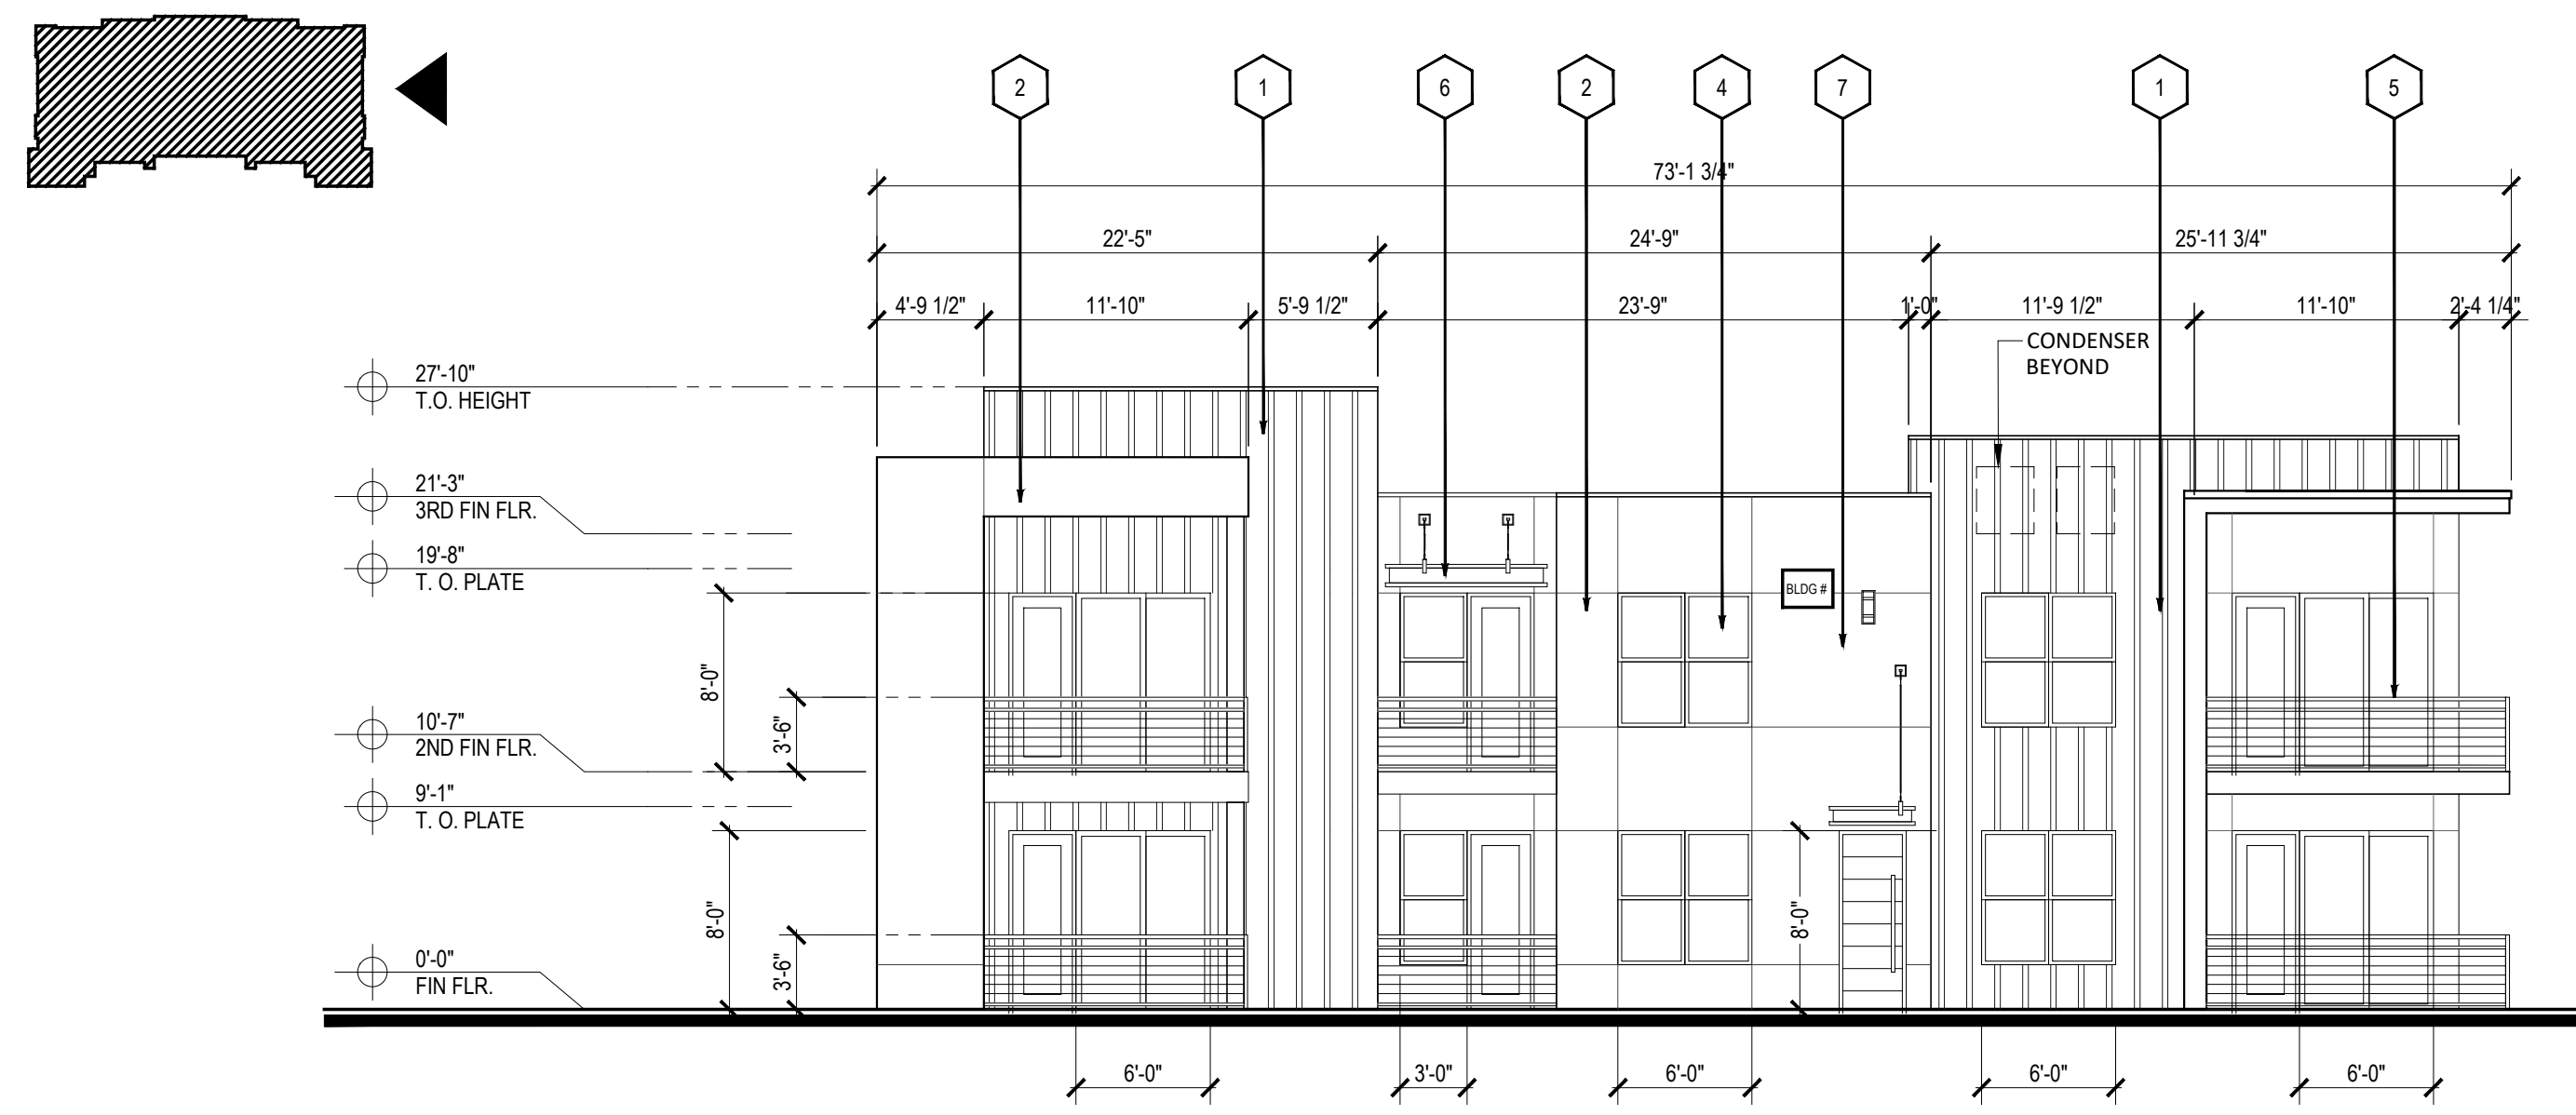 2 1 6 2 4 7 1 5
73'-1 3/4"
22'-5" 24'-9" 25'-11 3/4"
4'-9 1/2" 11'-10" 5'-9 1/2" 23'-9" 1'-0" 11'-9 1/2" 11'-10" 2'-4 1/4"
CONDENSER
BEYOND
27'-10"
T.O. HEIGHT
21'-3"
3RD FIN FLR.
19'-8"
T. O. PLATE
BLDG #
8'-0"
3'-6"
10'-7"
2ND FIN FLR.
9'-1"
T. O. PLATE
8'-0"
3'-6"
8'-0"
0'-0"
FIN FLR.
6'-0" 3'-0" 6'-0" 6'-0" 6'-0"